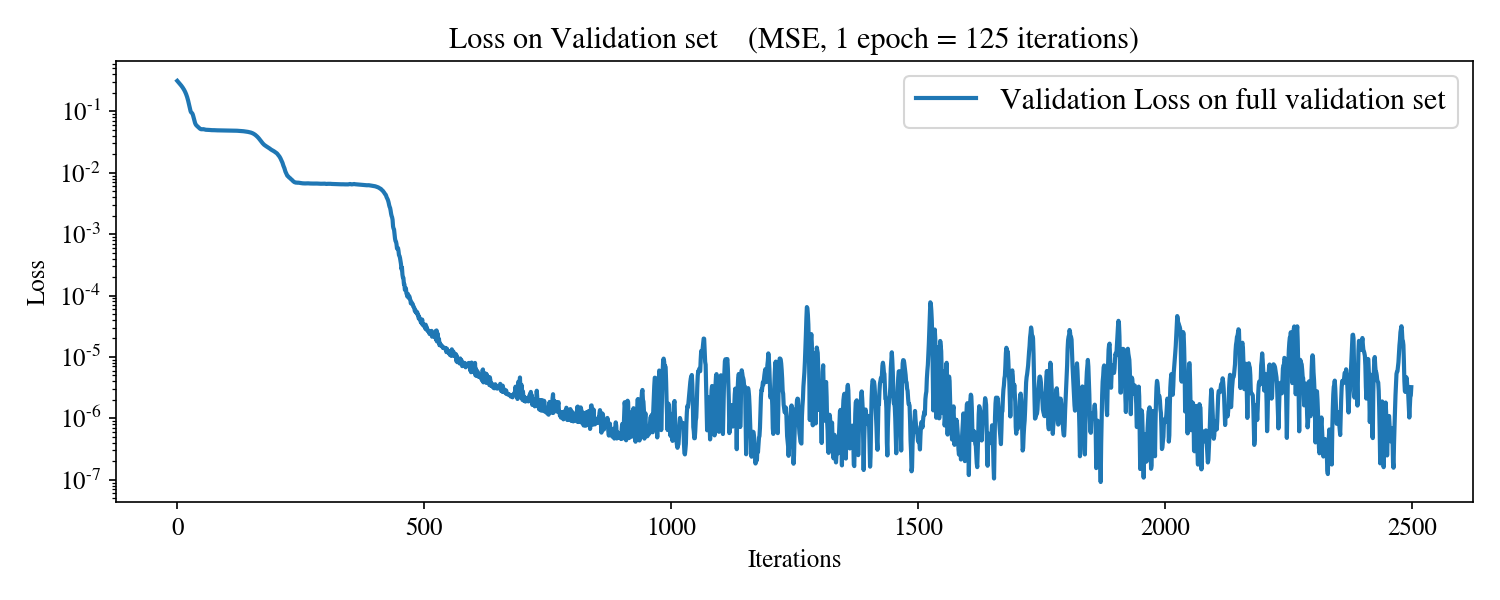 Loss on Validation set    (MSE, 1 epoch = 125 iterations)
Validation Loss on full validation set
Loss
10^-1
10^-2
10^-3
10^-4
10^-5
10^-6
10^-7
0 500 1000 1500 2000 2500
Iterations